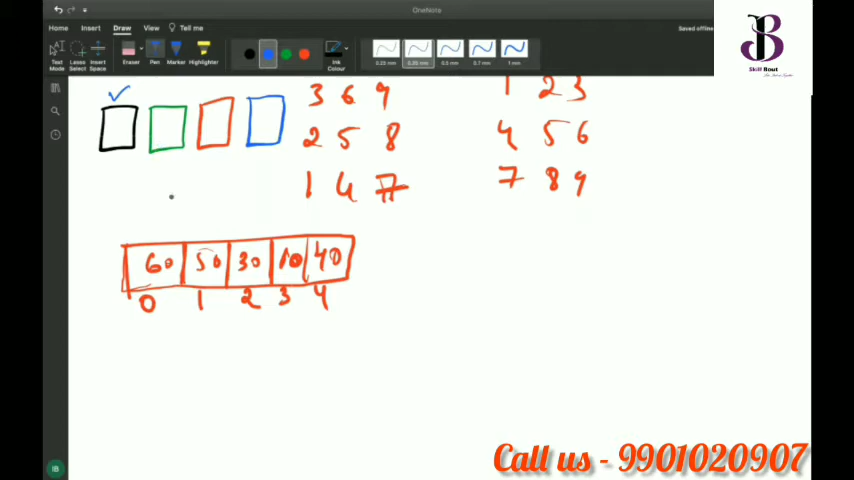 OneNote
Home Insert Draw View Tell me
Saved offline
Text Mode
Lasso Select
Insert Space
Eraser
Pen
Marker
Highlighter
Ink Colour
0.25 mm
0.35 mm
0.5 mm
0.7 mm
1 mm
Skill Rout
3 6 9
1 2 3
2 5 8
4 5 6
1 4 7
7 8 9
60 50 30 10 40
0 1 2 3 4
IB
Call us - 9901020907